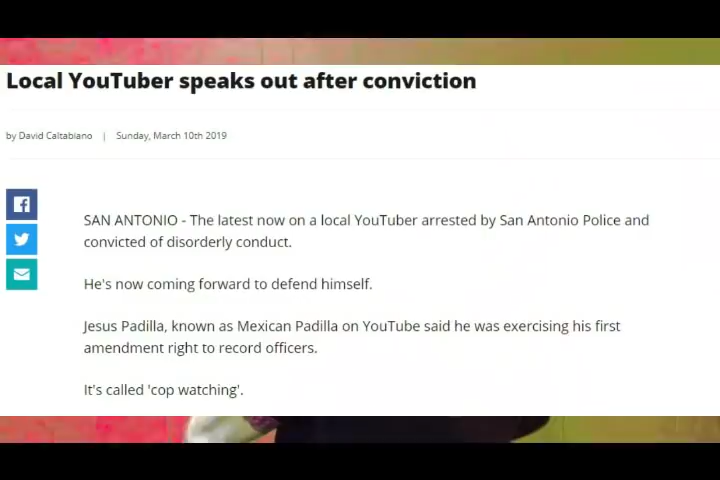 Local YouTuber speaks out after conviction
by David Caltabiano | Sunday, March 10th 2019
SAN ANTONIO - The latest now on a local YouTuber arrested by San Antonio Police and
convicted of disorderly conduct.
He's now coming forward to defend himself.
Jesus Padilla, known as Mexican Padilla on YouTube said he was exercising his first
amendment right to record officers.
It's called 'cop watching'.